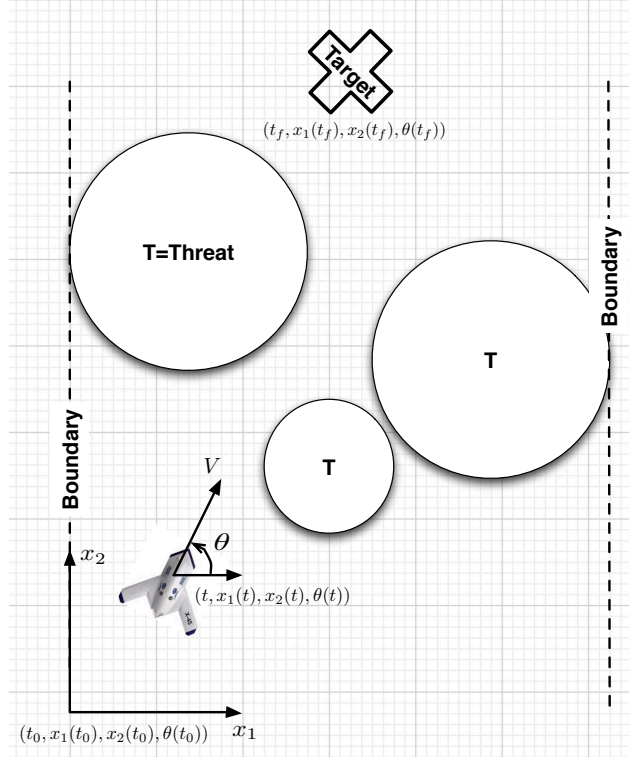 Target
(t_f, x_1(t_f), x_2(t_f), θ(t_f))
T=Threat
Boundary
T
Boundary
T
V
θ
x_2
(t, x_1(t), x_2(t), θ(t))
X-45
(t_0, x_1(t_0), x_2(t_0), θ(t_0))
x_1